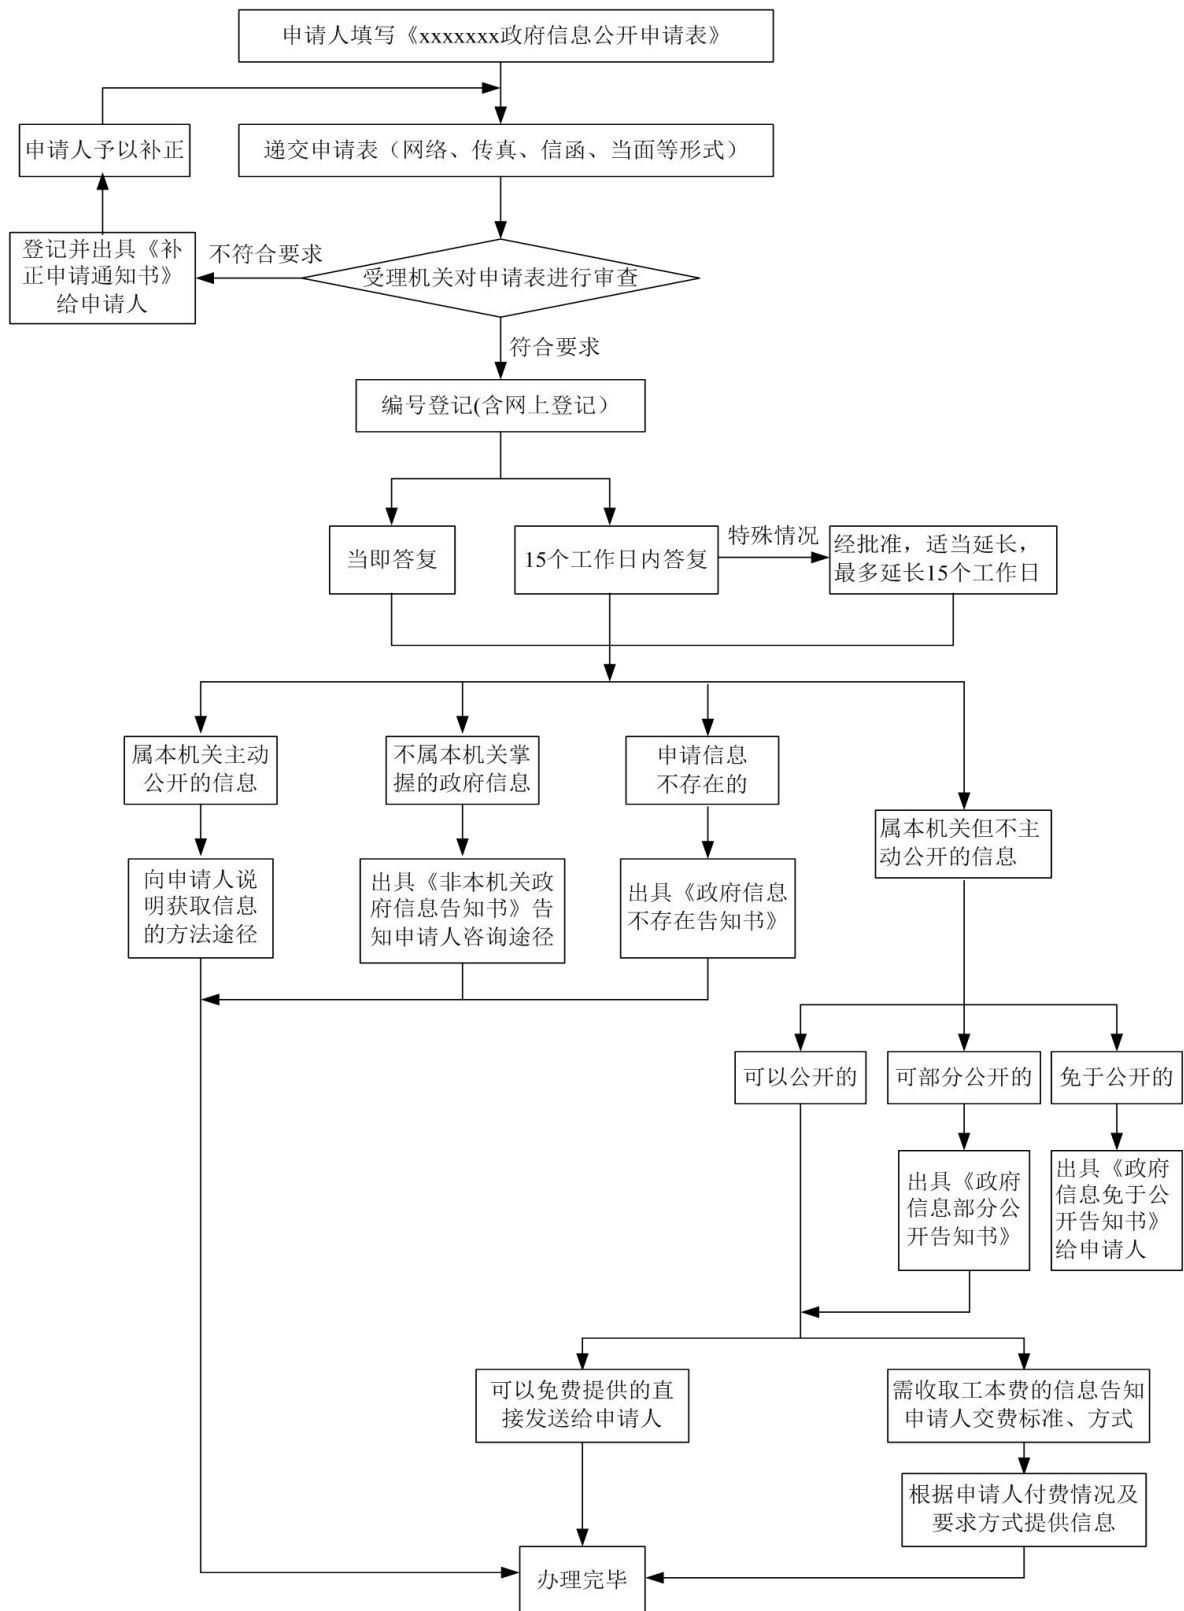 申请人填写《xxxxxxx政府信息公开申请表》
申请人予以补正
递交申请表（网络、传真、信函、当面等形式）
登记并出具《补
正申请通知书》
给申请人
不符合要求
受理机关对申请表进行审查
符合要求
编号登记(含网上登记）
当即答复
15个工作日内答复
特殊情况
经批准，适当延长，
最多延长15个工作日
属本机关主动
公开的信息
不属本机关掌
握的政府信息
申请信息
不存在的
属本机关但不主
动公开的信息
向申请人说
明获取信息
的方法途径
出具《非本机关政
府信息告知书》告
知申请人咨询途径
出具《政府信息
不存在告知书》
可以公开的
可部分公开的
免于公开的
出具《政府
信息部分公
开告知书》
出具《政府
信息免于公
开告知书》
给申请人
可以免费提供的直
接发送给申请人
需收取工本费的信息告知
申请人交费标准、方式
根据申请人付费情况及
要求方式提供信息
办理完毕